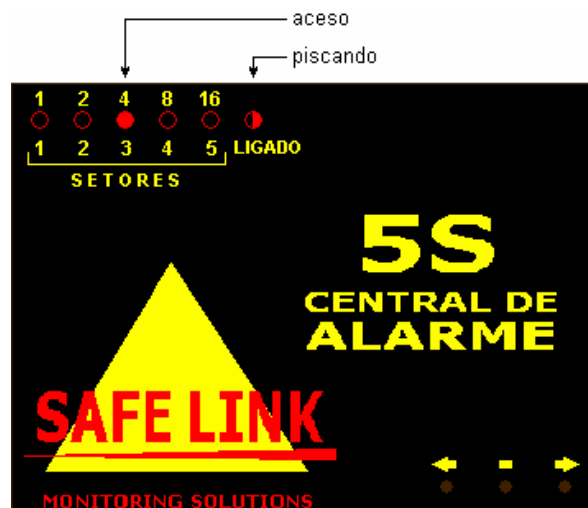 aceso
piscando
1 2 4 8 16
1 2 3 4 5 LIGADO
SETORES
5S
CENTRAL DE
ALARME
SAFE LINK
MONITORING SOLUTIONS